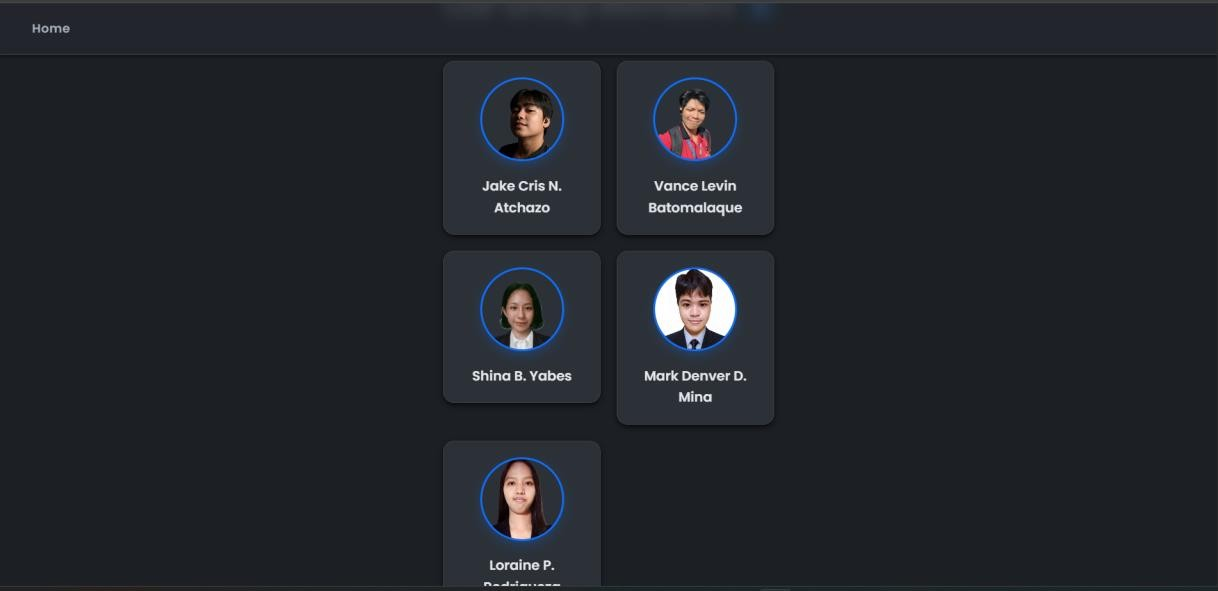 Home
Jake Cris N.
Atchazo
Vance Levin
Batomalaque
Shina B. Yabes
Mark Denver D.
Mina
Loraine P.